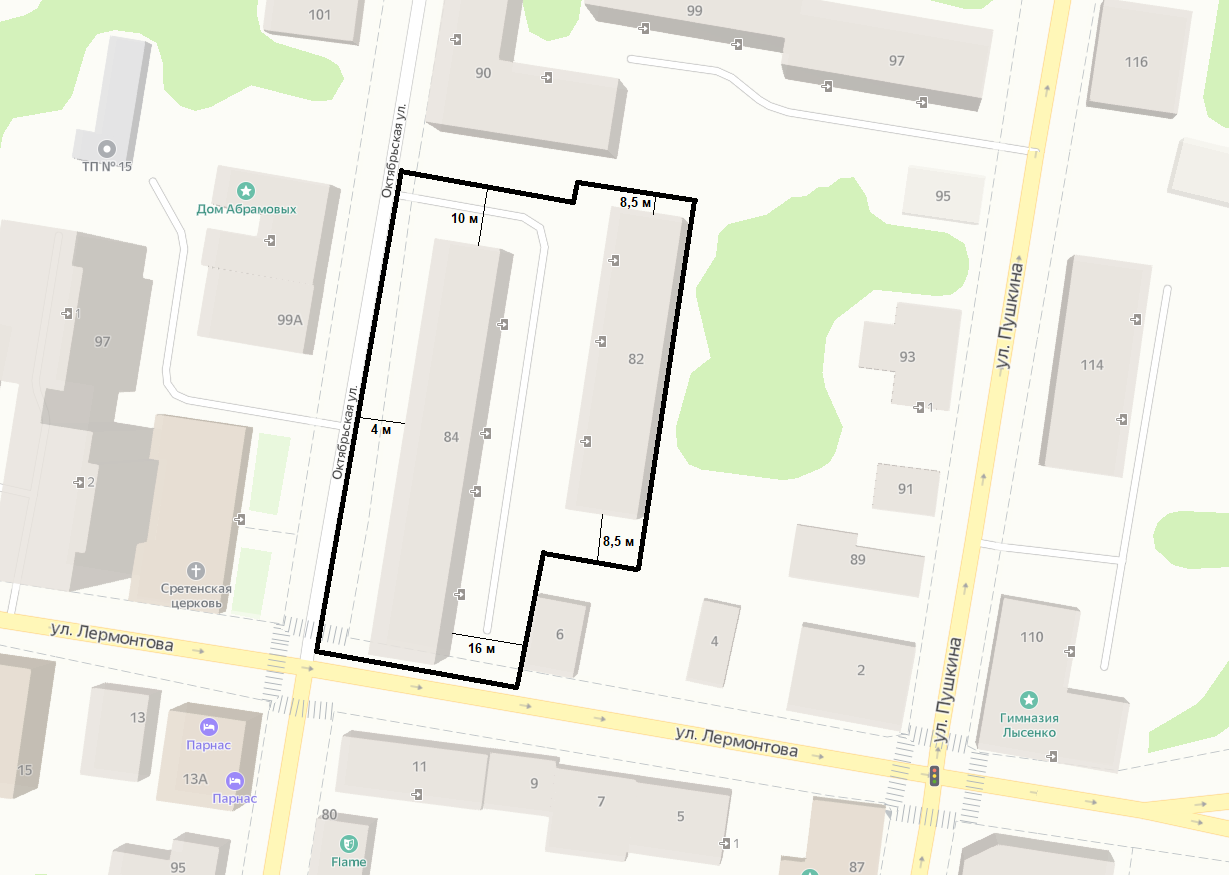 101
99
90
97
116
Октябрьская ул.
ТП № 15
Дом Абрамовых
10 м
8,5 м
95
ул. Пушкина
1
97
99А
82
93
1
114
4 м
84
Октябрьская ул.
2
91
8,5 м
89
Сретенская
церковь
6
4
110
ул. Лермонтова
16 м
2
ул. Пушкина
Гимназия
Лысенко
13
Парнас
ул. Лермонтова
15
13А
Парнас
11
9
7
5
80
1
Flame
95
87